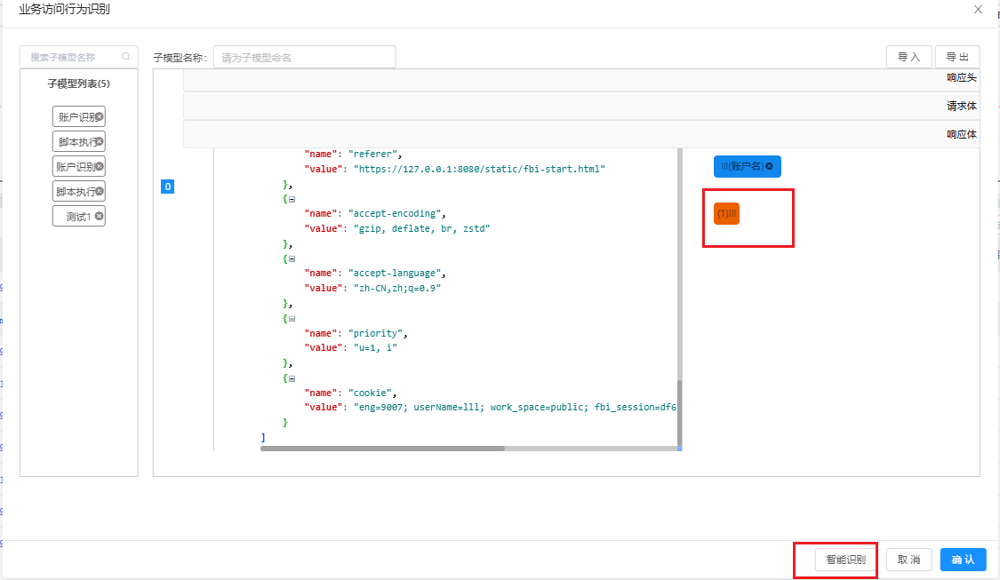 业务访问行为识别
搜索子模型名称
子模型名称:
请为子模型命名
导 入
导 出
子模型列表(5)
账户识别
脚本执行
账户识别
脚本执行
测试1
响应头
请求体
响应体
0
"name": "referer",
"value": "https://127.0.0.1:8080/static/fbi-start.html"
},
{
"name": "accept-encoding",
"value": "gzip, deflate, br, zstd"
},
{
"name": "accept-language",
"value": "zh-CN,zh;q=0.9"
},
{
"name": "priority",
"value": "u=1, i"
},
{
"name": "cookie",
"value": "eng=9007; userName=lll; work_space=public; fbi_session=df6
}
]
lll(账户名)
(1)lll
智能识别
取 消
确 认